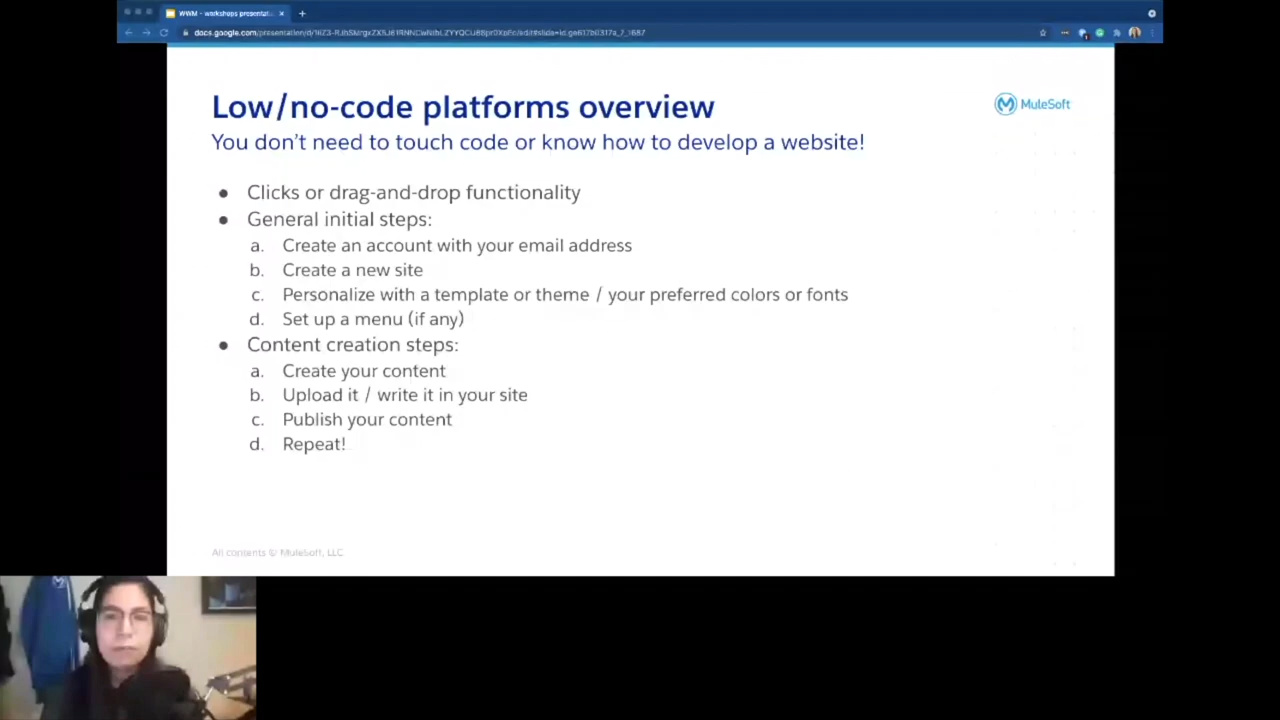 WWM - workshops presentat
Low/no-code platforms overview
MuleSoft
You don't need to touch code or know how to develop a website!
● Clicks or drag-and-drop functionality
● General initial steps:
a. Create an account with your email address
b. Create a new site
c. Personalize with a template or theme / your preferred colors or fonts
d. Set up a menu (if any)
● Content creation steps:
a. Create your content
b. Upload it / write it in your site
c. Publish your content
d. Repeat!
All contents © MuleSoft, LLC